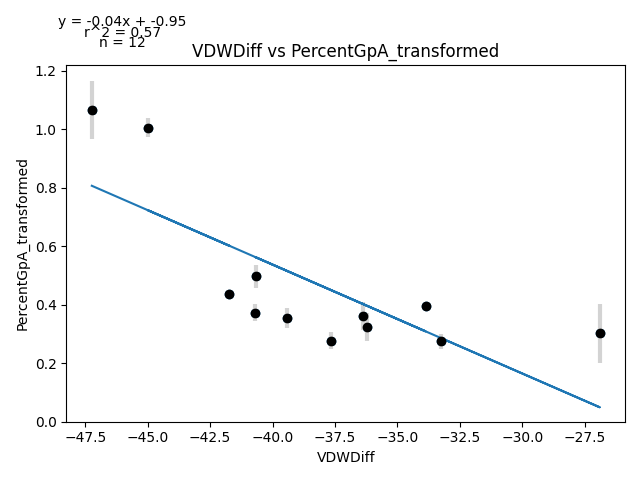 y = -0.04x + -0.95
r^2 = 0.57
n = 12
VDWDiff vs PercentGpA_transformed
PercentGpA_transformed
1.2
1.0
0.8
0.6
0.4
0.2
0.0
−47.5 −45.0 −42.5 −40.0 −37.5 −35.0 −32.5 −30.0 −27.5
VDWDiff